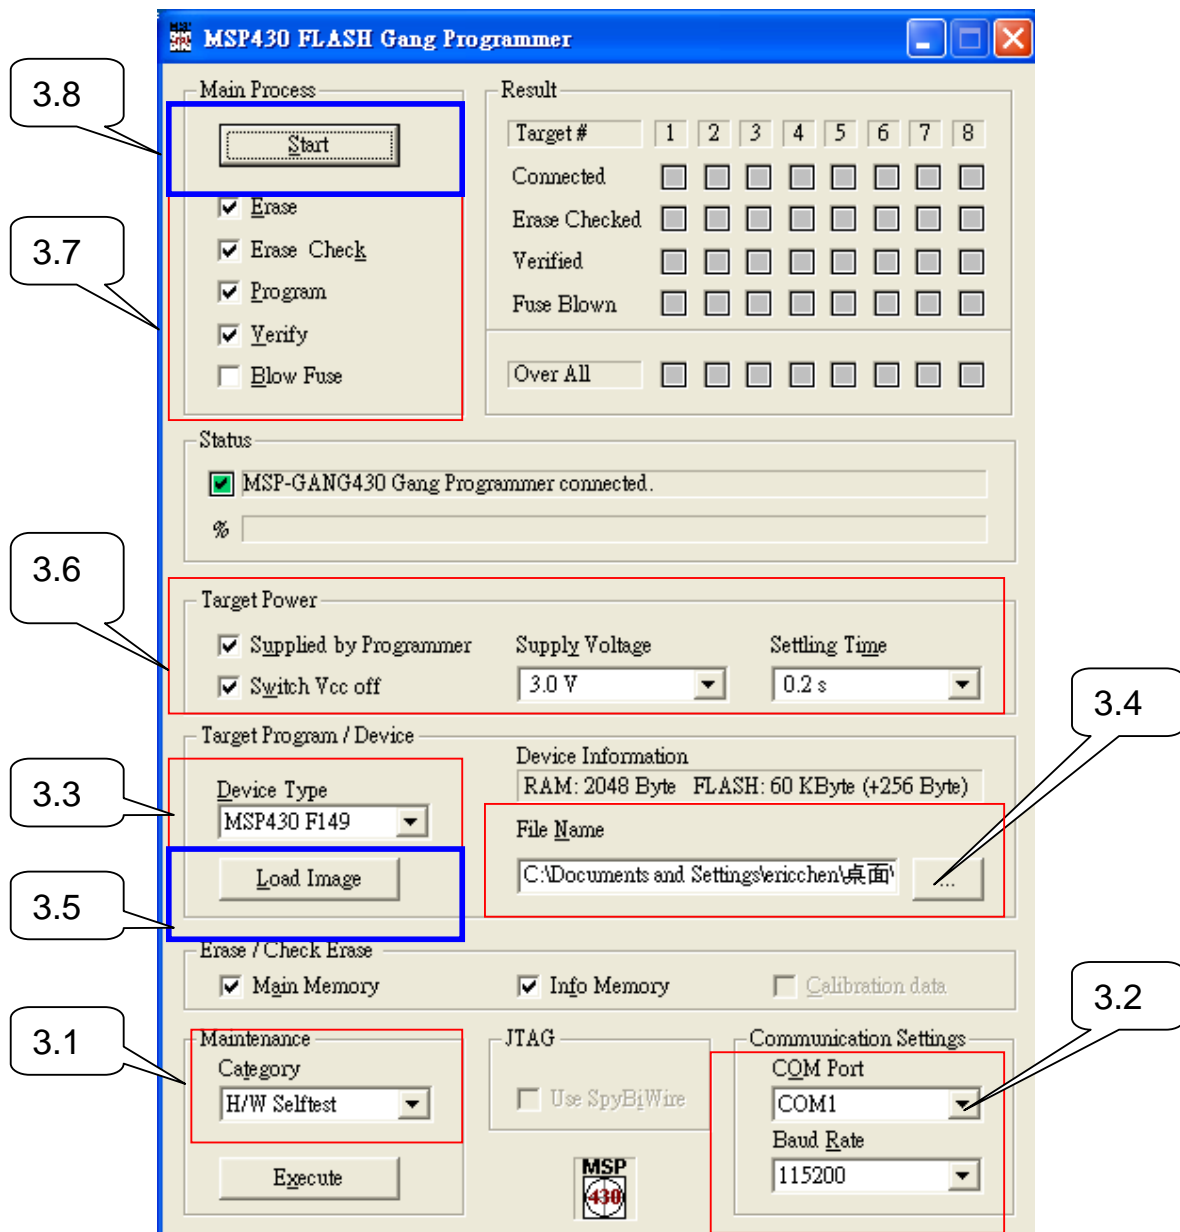 MSP430 FLASH Gang Programmer
3.8
Main Process
Start
3.7
Erase
Erase Check
Program
Verify
Blow Fuse
Result
Target # 1 2 3 4 5 6 7 8
Connected
Erase Checked
Verified
Fuse Blown
Over All
Status
MSP-GANG430 Gang Programmer connected.
%
3.6
Target Power
Supplied by Programmer
Switch Vcc off
Supply Voltage
3.0 V
Settling Time
0.2 s
3.4
Target Program / Device
3.3
Device Type
MSP430 F149
Device Information
RAM: 2048 Byte FLASH: 60 KByte (+256 Byte)
File Name
C:\Documents and Settings\ericchen\桌面\
...
3.5
Load Image
Erase / Check Erase
Main Memory
Info Memory
Calibration data
3.2
3.1
Maintenance
Category
H/W Selftest
Execute
JTAG
Use SpyBiWire
MSP
430
Communication Settings
COM Port
COM1
Baud Rate
115200